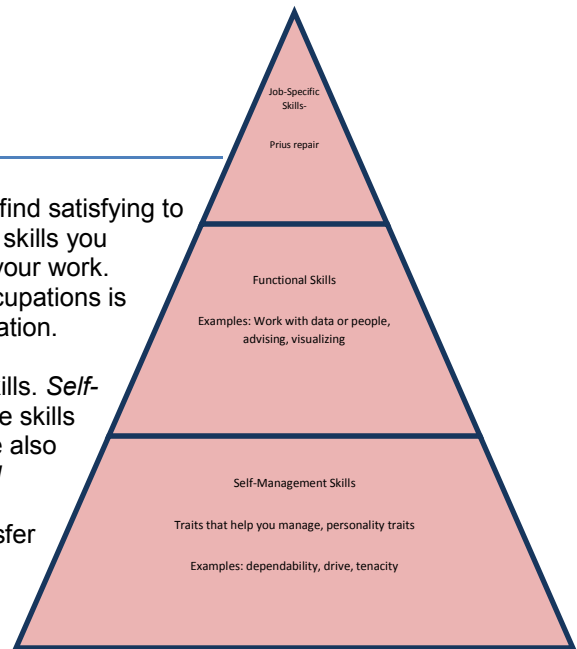 Job-Specific
Skills-
Prius repair
find satisfying to
skills you
your work.
cupations is
ation.
kills. Self-
e skills
e also
sfer
Functional Skills
Examples: Work with data or people,
advising, visualizing
Self-Management Skills
Traits that help you manage, personality traits
Examples: dependability, drive, tenacity